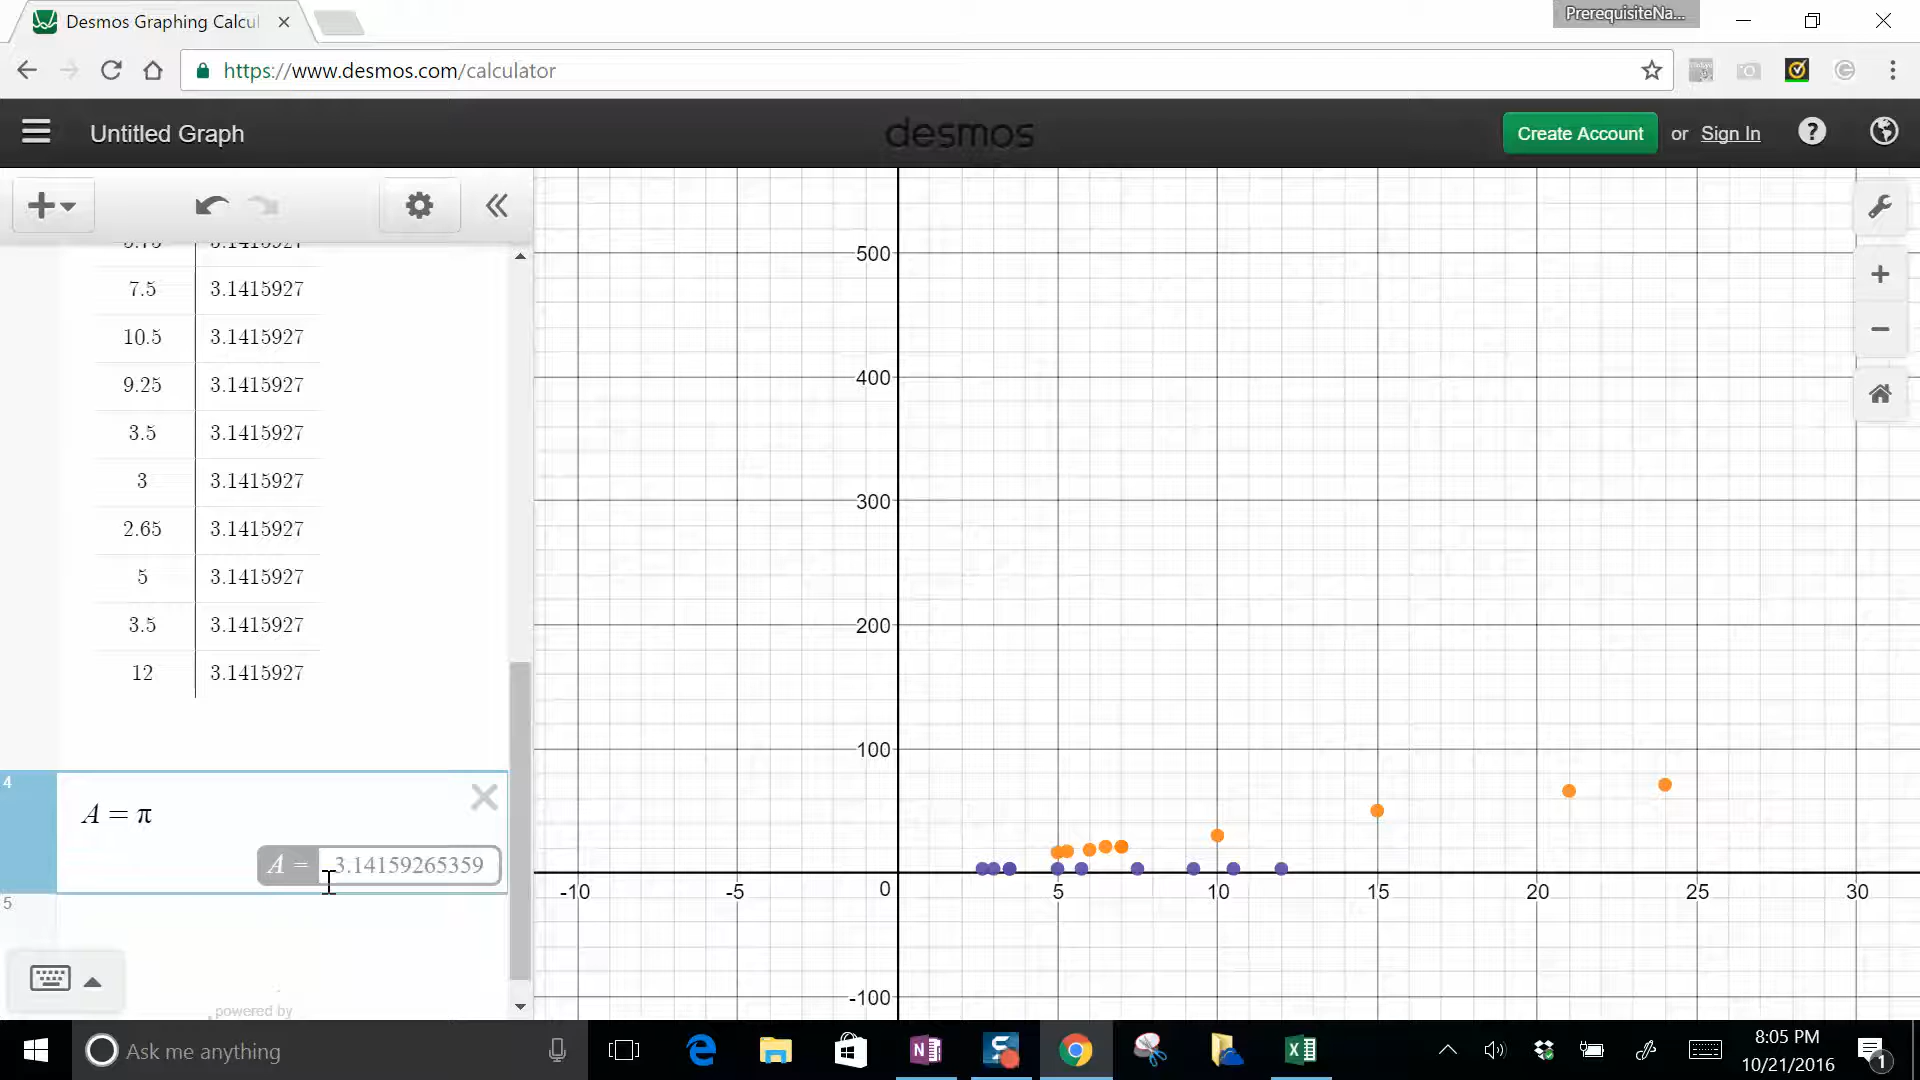 Desmos Graphing Calcul
PrerequisiteNa...
https://www.desmos.com/calculator
Untitled Graph
desmos
Create Account or Sign In
7.5 3.1415927
10.5 3.1415927
9.25 3.1415927
3.5 3.1415927
3 3.1415927
2.65 3.1415927
5 3.1415927
3.5 3.1415927
12 3.1415927
4
A = π
A = 3.14159265359
5
powered by
500
400
300
200
100
-10 -5 0 5 10 15 20 25 30
-100
Ask me anything
8:05 PM
10/21/2016
1